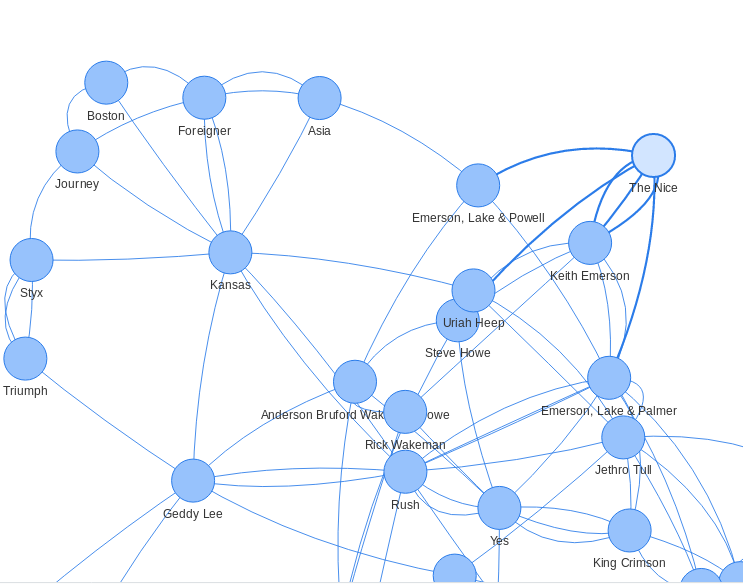 Boston
Foreigner
Asia
Journey
The Nice
Emerson, Lake & Powell
Keith Emerson
Kansas
Styx
Uriah Heep
Steve Howe
Triumph
Anderson Bruford Wak owe
Emerson, Lake & Palmer
Rick Wakeman
Jethro Tull
Rush
Geddy Lee
Yes
King Crimson